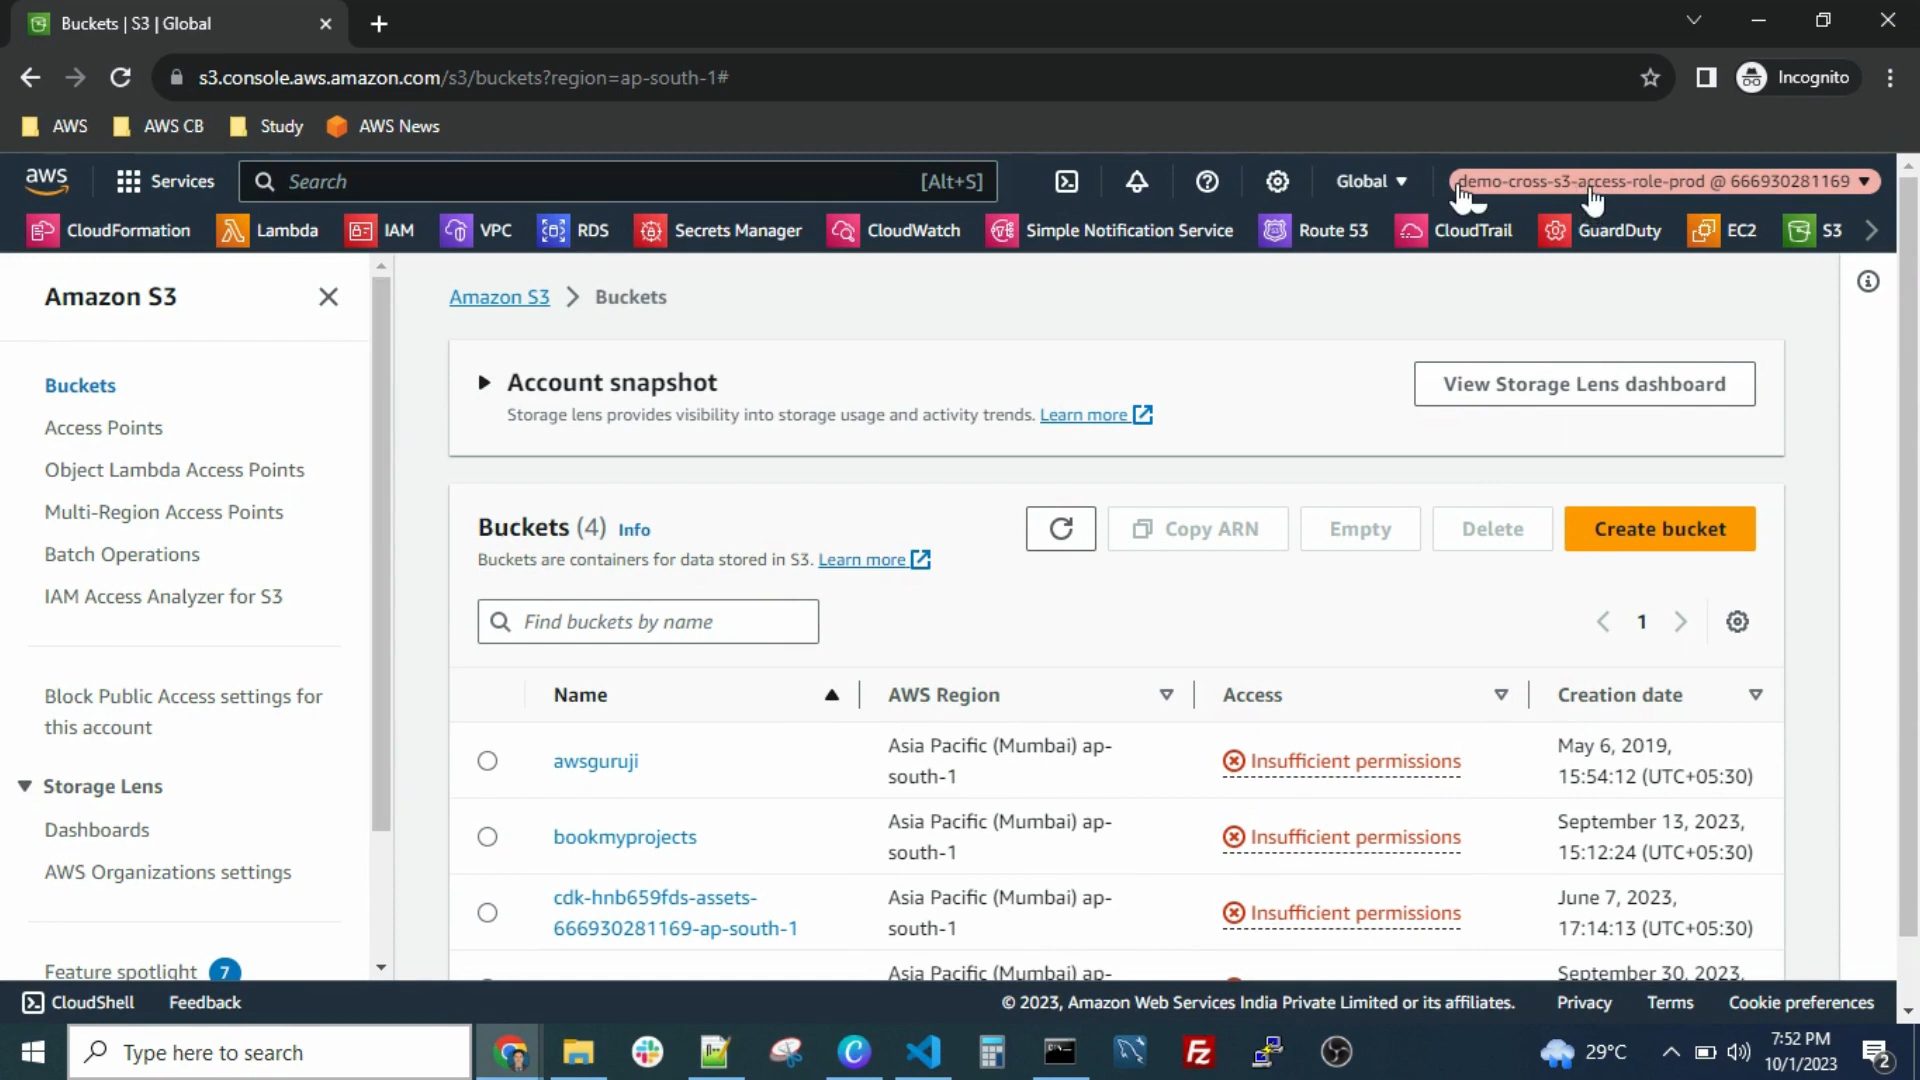 Buckets | S3 | Global
s3.console.aws.amazon.com/s3/buckets?region=ap-south-1#
Incognito
AWS
AWS CB
Study
AWS News
aws
Services
Search
[Alt+S]
Global
demo-cross-s3-access-role-prod @ 666930281169
CloudFormation
Lambda
IAM
VPC
RDS
Secrets Manager
CloudWatch
Simple Notification Service
Route 53
CloudTrail
GuardDuty
EC2
S3
Amazon S3
Buckets
Access Points
Object Lambda Access Points
Multi-Region Access Points
Batch Operations
IAM Access Analyzer for S3
Block Public Access settings for
this account
Storage Lens
Dashboards
AWS Organizations settings
Feature spotlight 7
Amazon S3 > Buckets
Account snapshot
Storage lens provides visibility into storage usage and activity trends. Learn more
View Storage Lens dashboard
Buckets (4) Info
Buckets are containers for data stored in S3. Learn more
Copy ARN
Empty
Delete
Create bucket
Find buckets by name
1
Name
AWS Region
Access
Creation date
awsguruji
Asia Pacific (Mumbai) ap-
south-1
Insufficient permissions
May 6, 2019,
15:54:12 (UTC+05:30)
bookmyprojects
Asia Pacific (Mumbai) ap-
south-1
Insufficient permissions
September 13, 2023,
15:12:24 (UTC+05:30)
cdk-hnb659fds-assets-
666930281169-ap-south-1
Asia Pacific (Mumbai) ap-
south-1
Insufficient permissions
June 7, 2023,
17:14:13 (UTC+05:30)
Asia Pacific (Mumbai) ap-
September 30, 2023,
CloudShell
Feedback
© 2023, Amazon Web Services India Private Limited or its affiliates.
Privacy
Terms
Cookie preferences
Type here to search
29°C
7:52 PM
10/1/2023
2